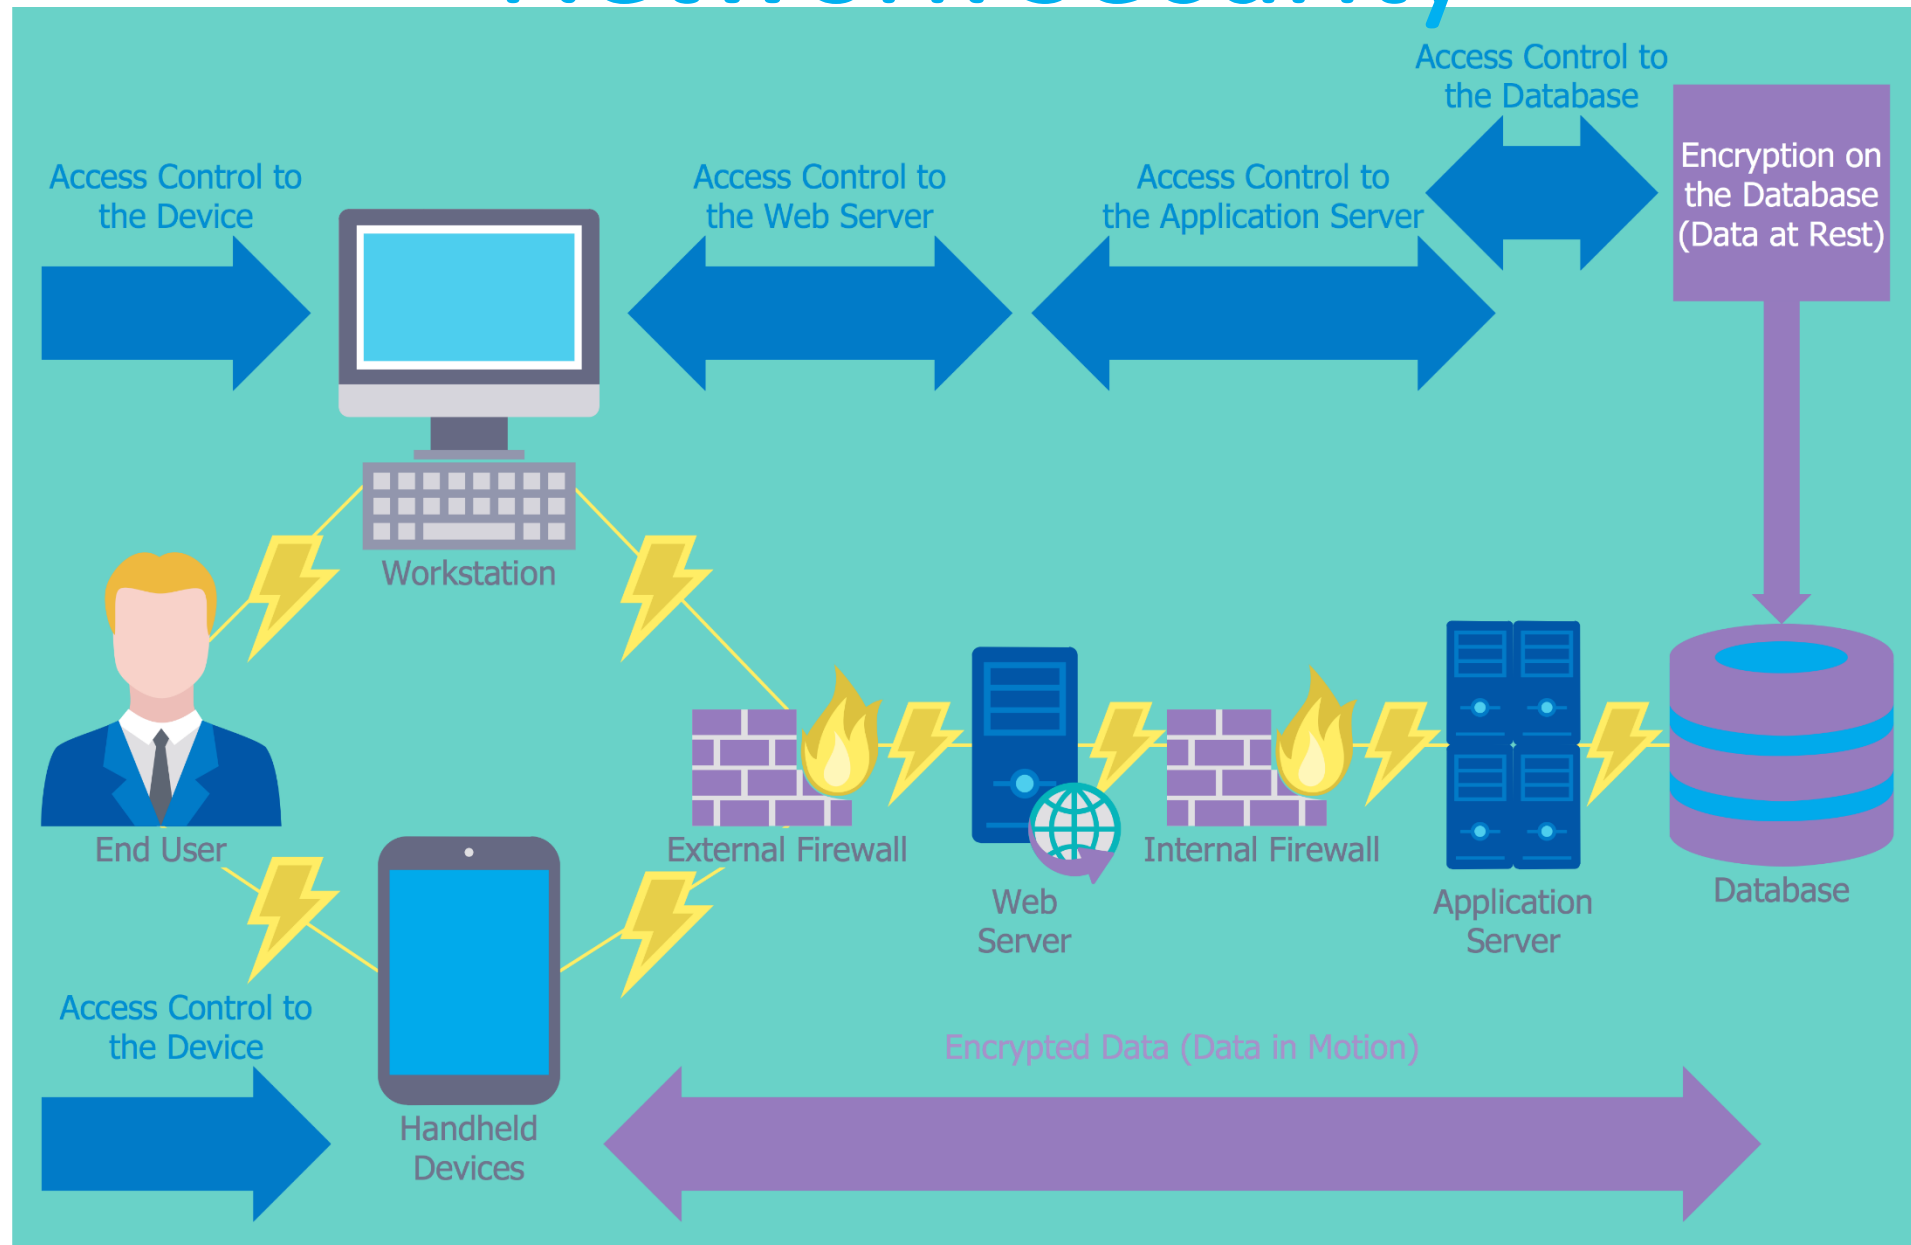 Network Security
Access Control to
the Database
Encryption on
the Database
(Data at Rest)
Access Control to
the Device
Access Control to
the Web Server
Access Control to
the Application Server
Workstation
End User
External Firewall
Internal Firewall
Web
Server
Application
Server
Database
Access Control to
the Device
Encrypted Data (Data in Motion)
Handheld
Devices